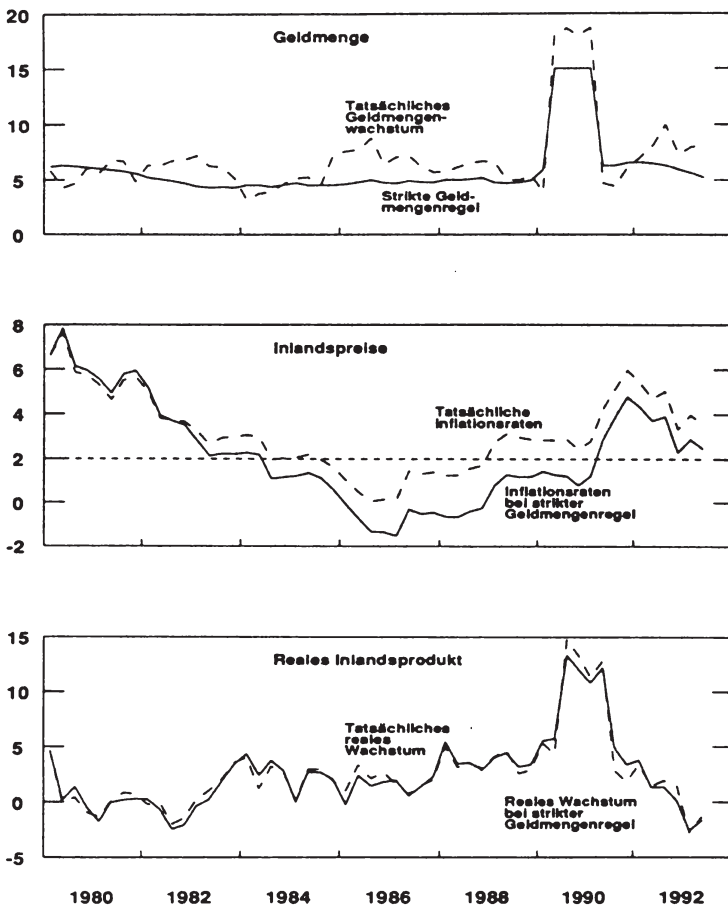 20
Geldmenge
15
Tatsächliches
Geldmengen-
wachstum
10
5
Strikte Geld-
mengenregel
0
8
Inlandspreise
6
4
Tatsächliche
Inflationsraten
2
0
Inflationsraten
bei strikter
Geldmengenregel
-2
15
Reales Inlandsprodukt
10
Tatsächliches
reales
Wachstum
5
0
Reales Wachstum
bei strikter
Geldmengenregel
-5
1980 1982 1984 1986 1988 1990 1992